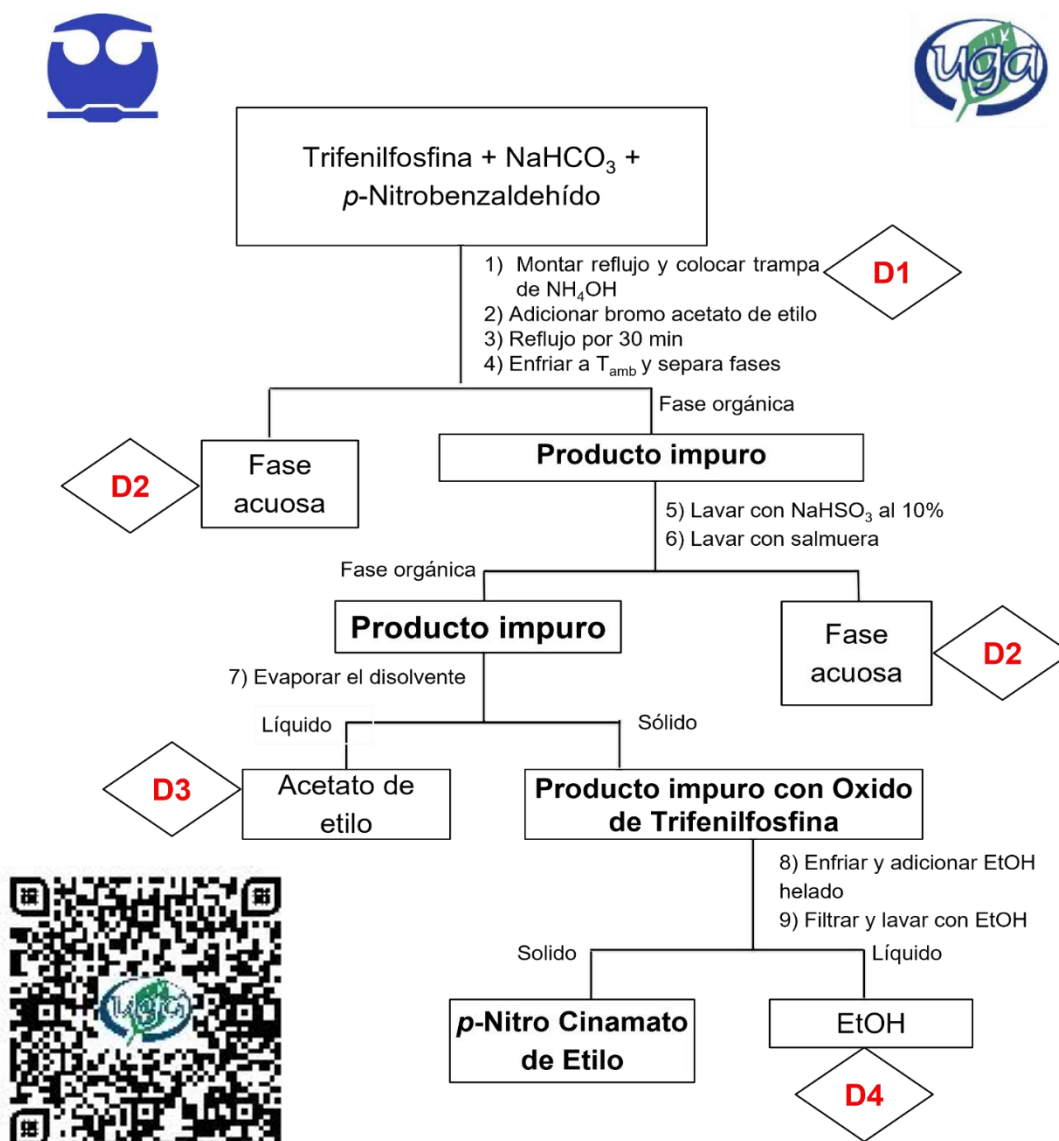 uga
Trifenilfosfina + NaHCO₃ +
p-Nitrobenzaldehído
1) Montar reflujo y colocar trampa
de NH₄OH
D1
2) Adicionar bromo acetato de etilo
3) Reflujo por 30 min
4) Enfriar a Tamb y separa fases
Fase orgánica
D2
Fase
acuosa
Producto impuro
5) Lavar con NaHSO₃ al 10%
6) Lavar con salmuera
Fase orgánica
Producto impuro
Fase
acuosa
D2
7) Evaporar el disolvente
Líquido
Sólido
D3
Acetato de
etilo
Producto impuro con Oxido
de Trifenilfosfina
8) Enfriar y adicionar EtOH
helado
9) Filtrar y lavar con EtOH
Solido
Líquido
p-Nitro Cinamato
de Etilo
EtOH
D4
uga